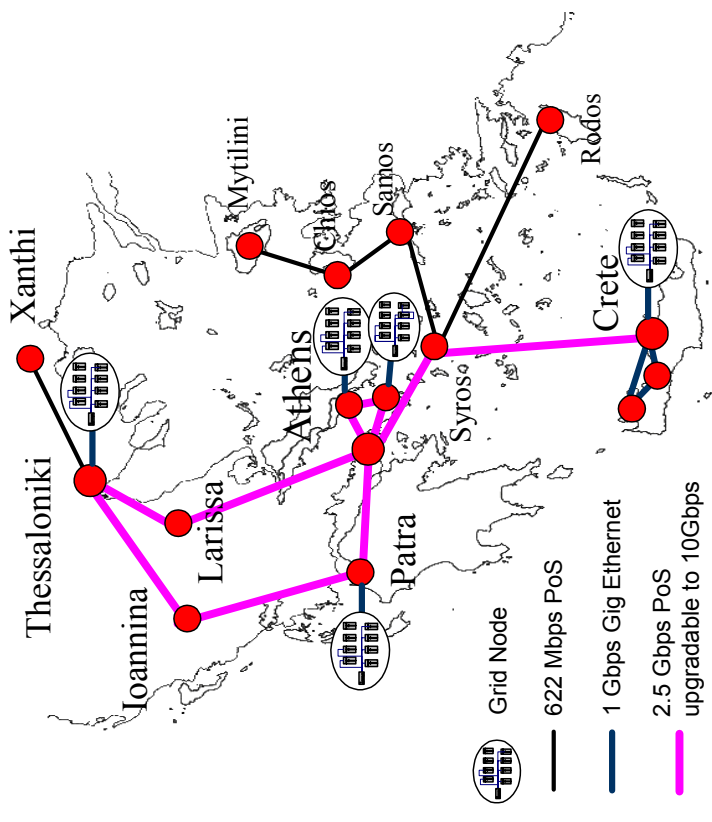 Xanthi
Thessaloniki
Mytilini
Ioannina
Larissa
Chios
Samos
Athens
Patra
Syros
Rodos
Crete
Grid Node
622 Mbps PoS
1 Gbps Gig Ethernet
2.5 Gbps PoS
upgradable to 10Gbps